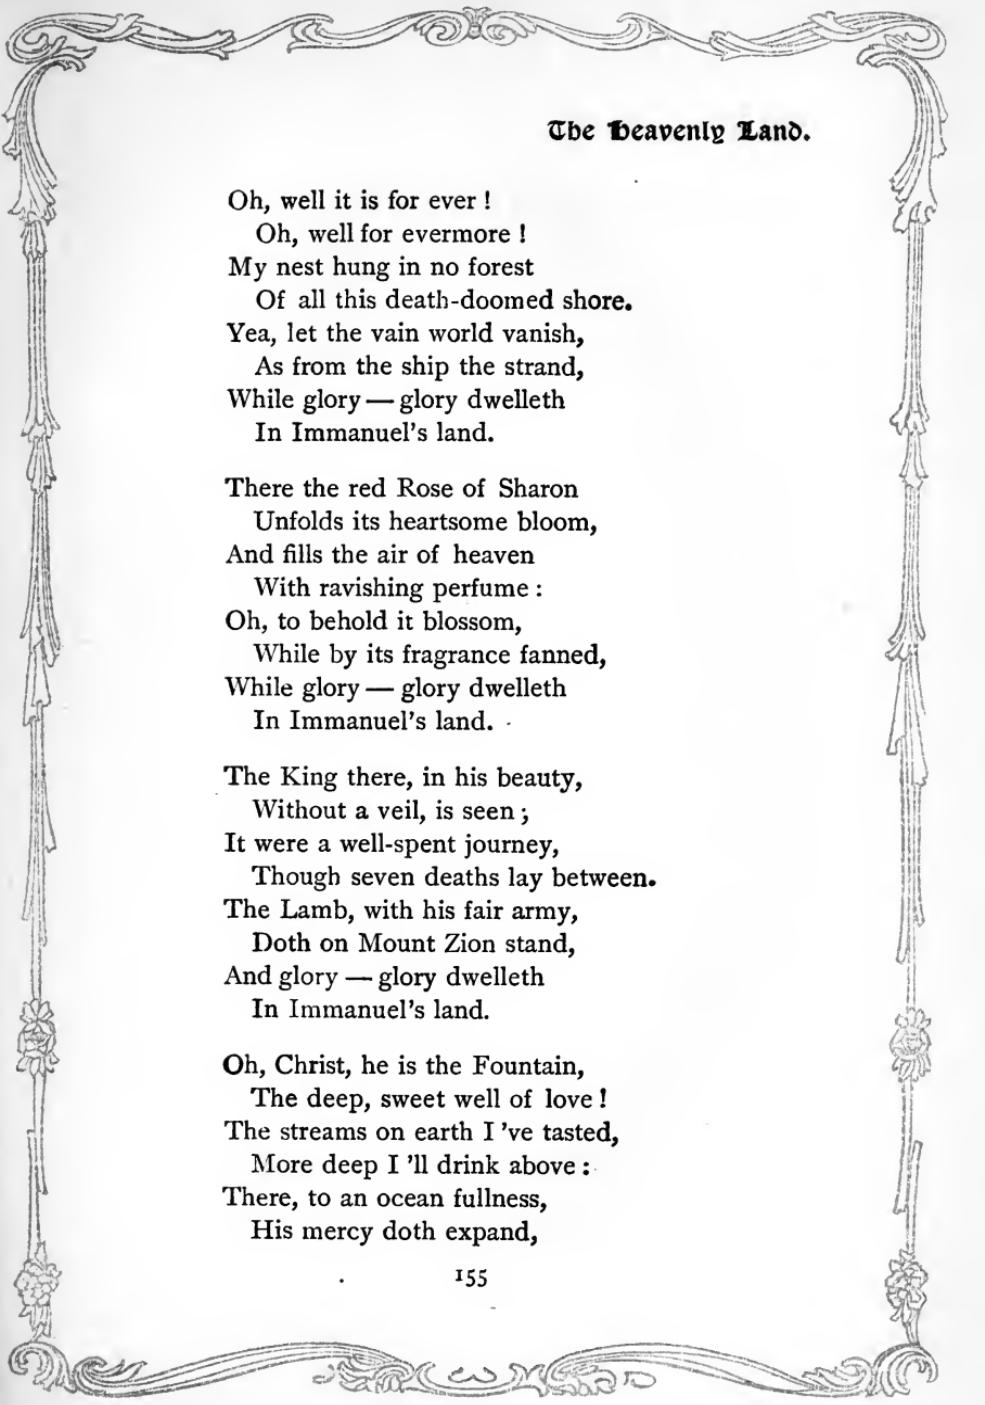 The Heavenly Land.
Oh, well it is for ever !
Oh, well for evermore !
My nest hung in no forest
Of all this death-doomed shore.
Yea, let the vain world vanish,
As from the ship the strand,
While glory — glory dwelleth
In Immanuel's land.
There the red Rose of Sharon
Unfolds its heartsome bloom,
And fills the air of heaven
With ravishing perfume :
Oh, to behold it blossom,
While by its fragrance fanned,
While glory — glory dwelleth
In Immanuel's land.
The King there, in his beauty,
Without a veil, is seen ;
It were a well-spent journey,
Though seven deaths lay between.
The Lamb, with his fair army,
Doth on Mount Zion stand,
And glory — glory dwelleth
In Immanuel's land.
Oh, Christ, he is the Fountain,
The deep, sweet well of love !
The streams on earth I 've tasted,
More deep I 'll drink above :
There, to an ocean fullness,
His mercy doth expand,
155